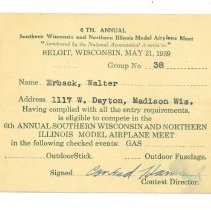 6 TH. ANNUAL
Southern Wisconsin and Northern Illinois Model Airplane Meet
"Sanctioned by the National Aeronautical Association"
BELOIT, WISCONSIN, MAY 21, 1939
Group No. 38
Name Erback, Walter
Address 1117 W, Dayton, Madison Wis.
Having complied with all the entry requirements,
is eligible to compete in the
6th ANNUAL SOUTHERN WISCONSIN AND NORTHERN
ILLINOIS MODEL AIRPLANE MEET
in the following checked events: GAS
OutdoorStick. Outdoor Fuselage.
Signed Conrad
Contest Director.